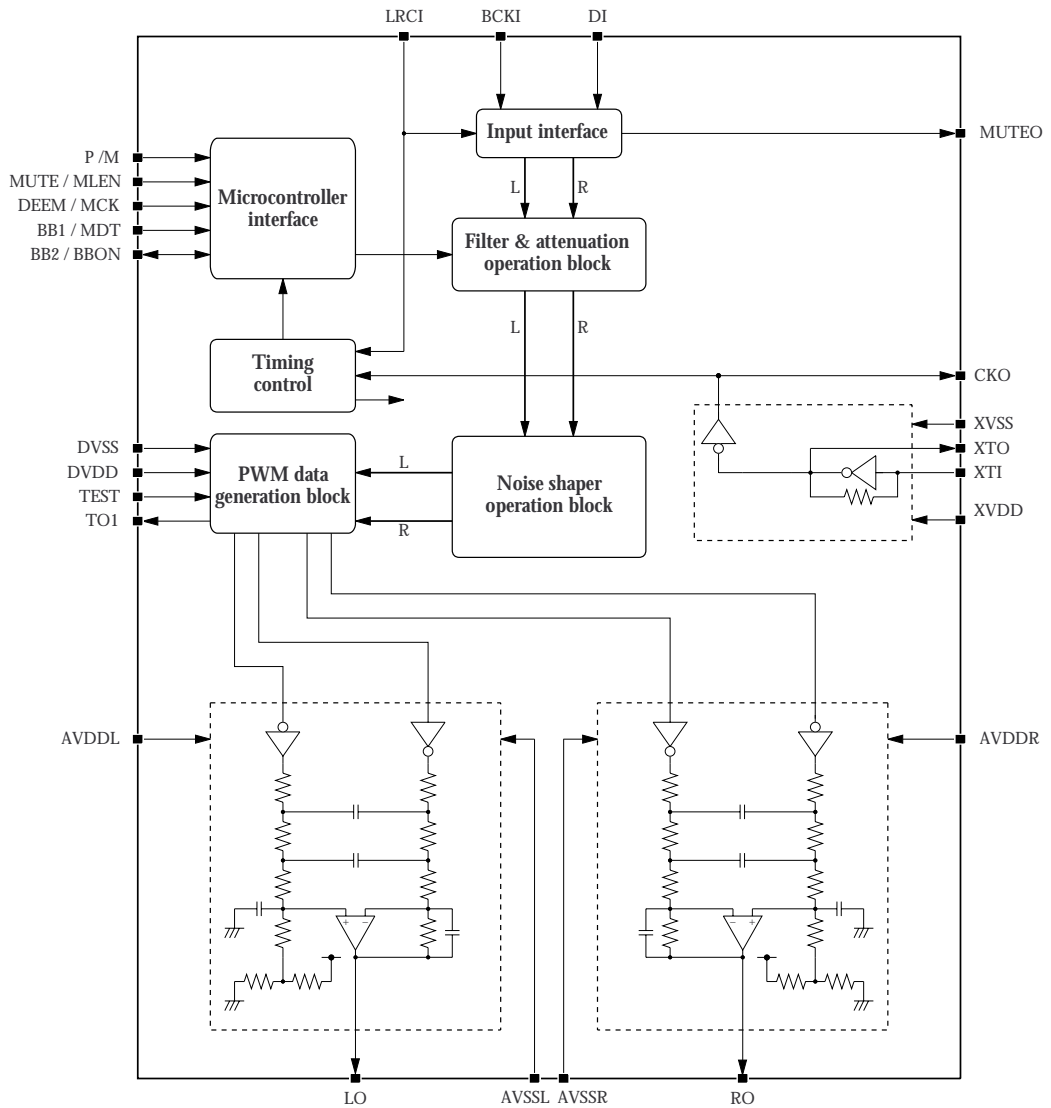 LRCI BCKI DI
Input interface
MUTEO
P /M
MUTE / MLEN
DEEM / MCK
BB1 / MDT
BB2 / BBON
Microcontroller
interface
L R
Filter & attenuation
operation block
L R
Timing
control
CKO
XVSS
XTO
XTI
XVDD
DVSS
DVDD
TEST
TO1
PWM data
generation block
L
R
Noise shaper
operation block
AVDDL
AVDDR
+ −
− +
LO AVSSL AVSSR RO